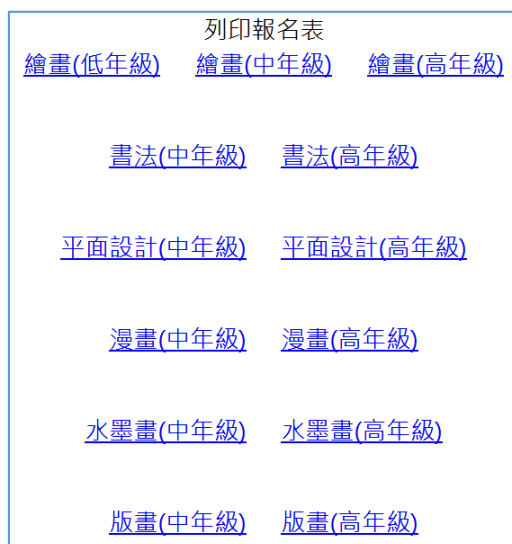 列印報名表
繪畫(低年級) 繪畫(中年級) 繪畫(高年級)
書法(中年級) 書法(高年級)
平面設計(中年級) 平面設計(高年級)
漫畫(中年級) 漫畫(高年級)
水墨畫(中年級) 水墨畫(高年級)
版畫(中年級) 版畫(高年級)